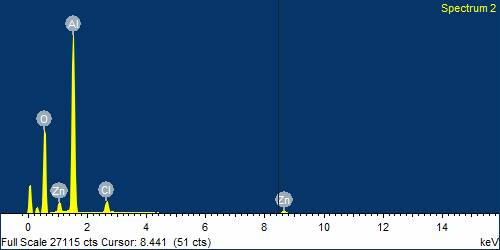 Spectrum 2
Al
O
Zn
Cl
Zn
0 2 4 6 8 10 12 14
Full Scale 27115 cts Cursor: 8.441 (51 cts) keV